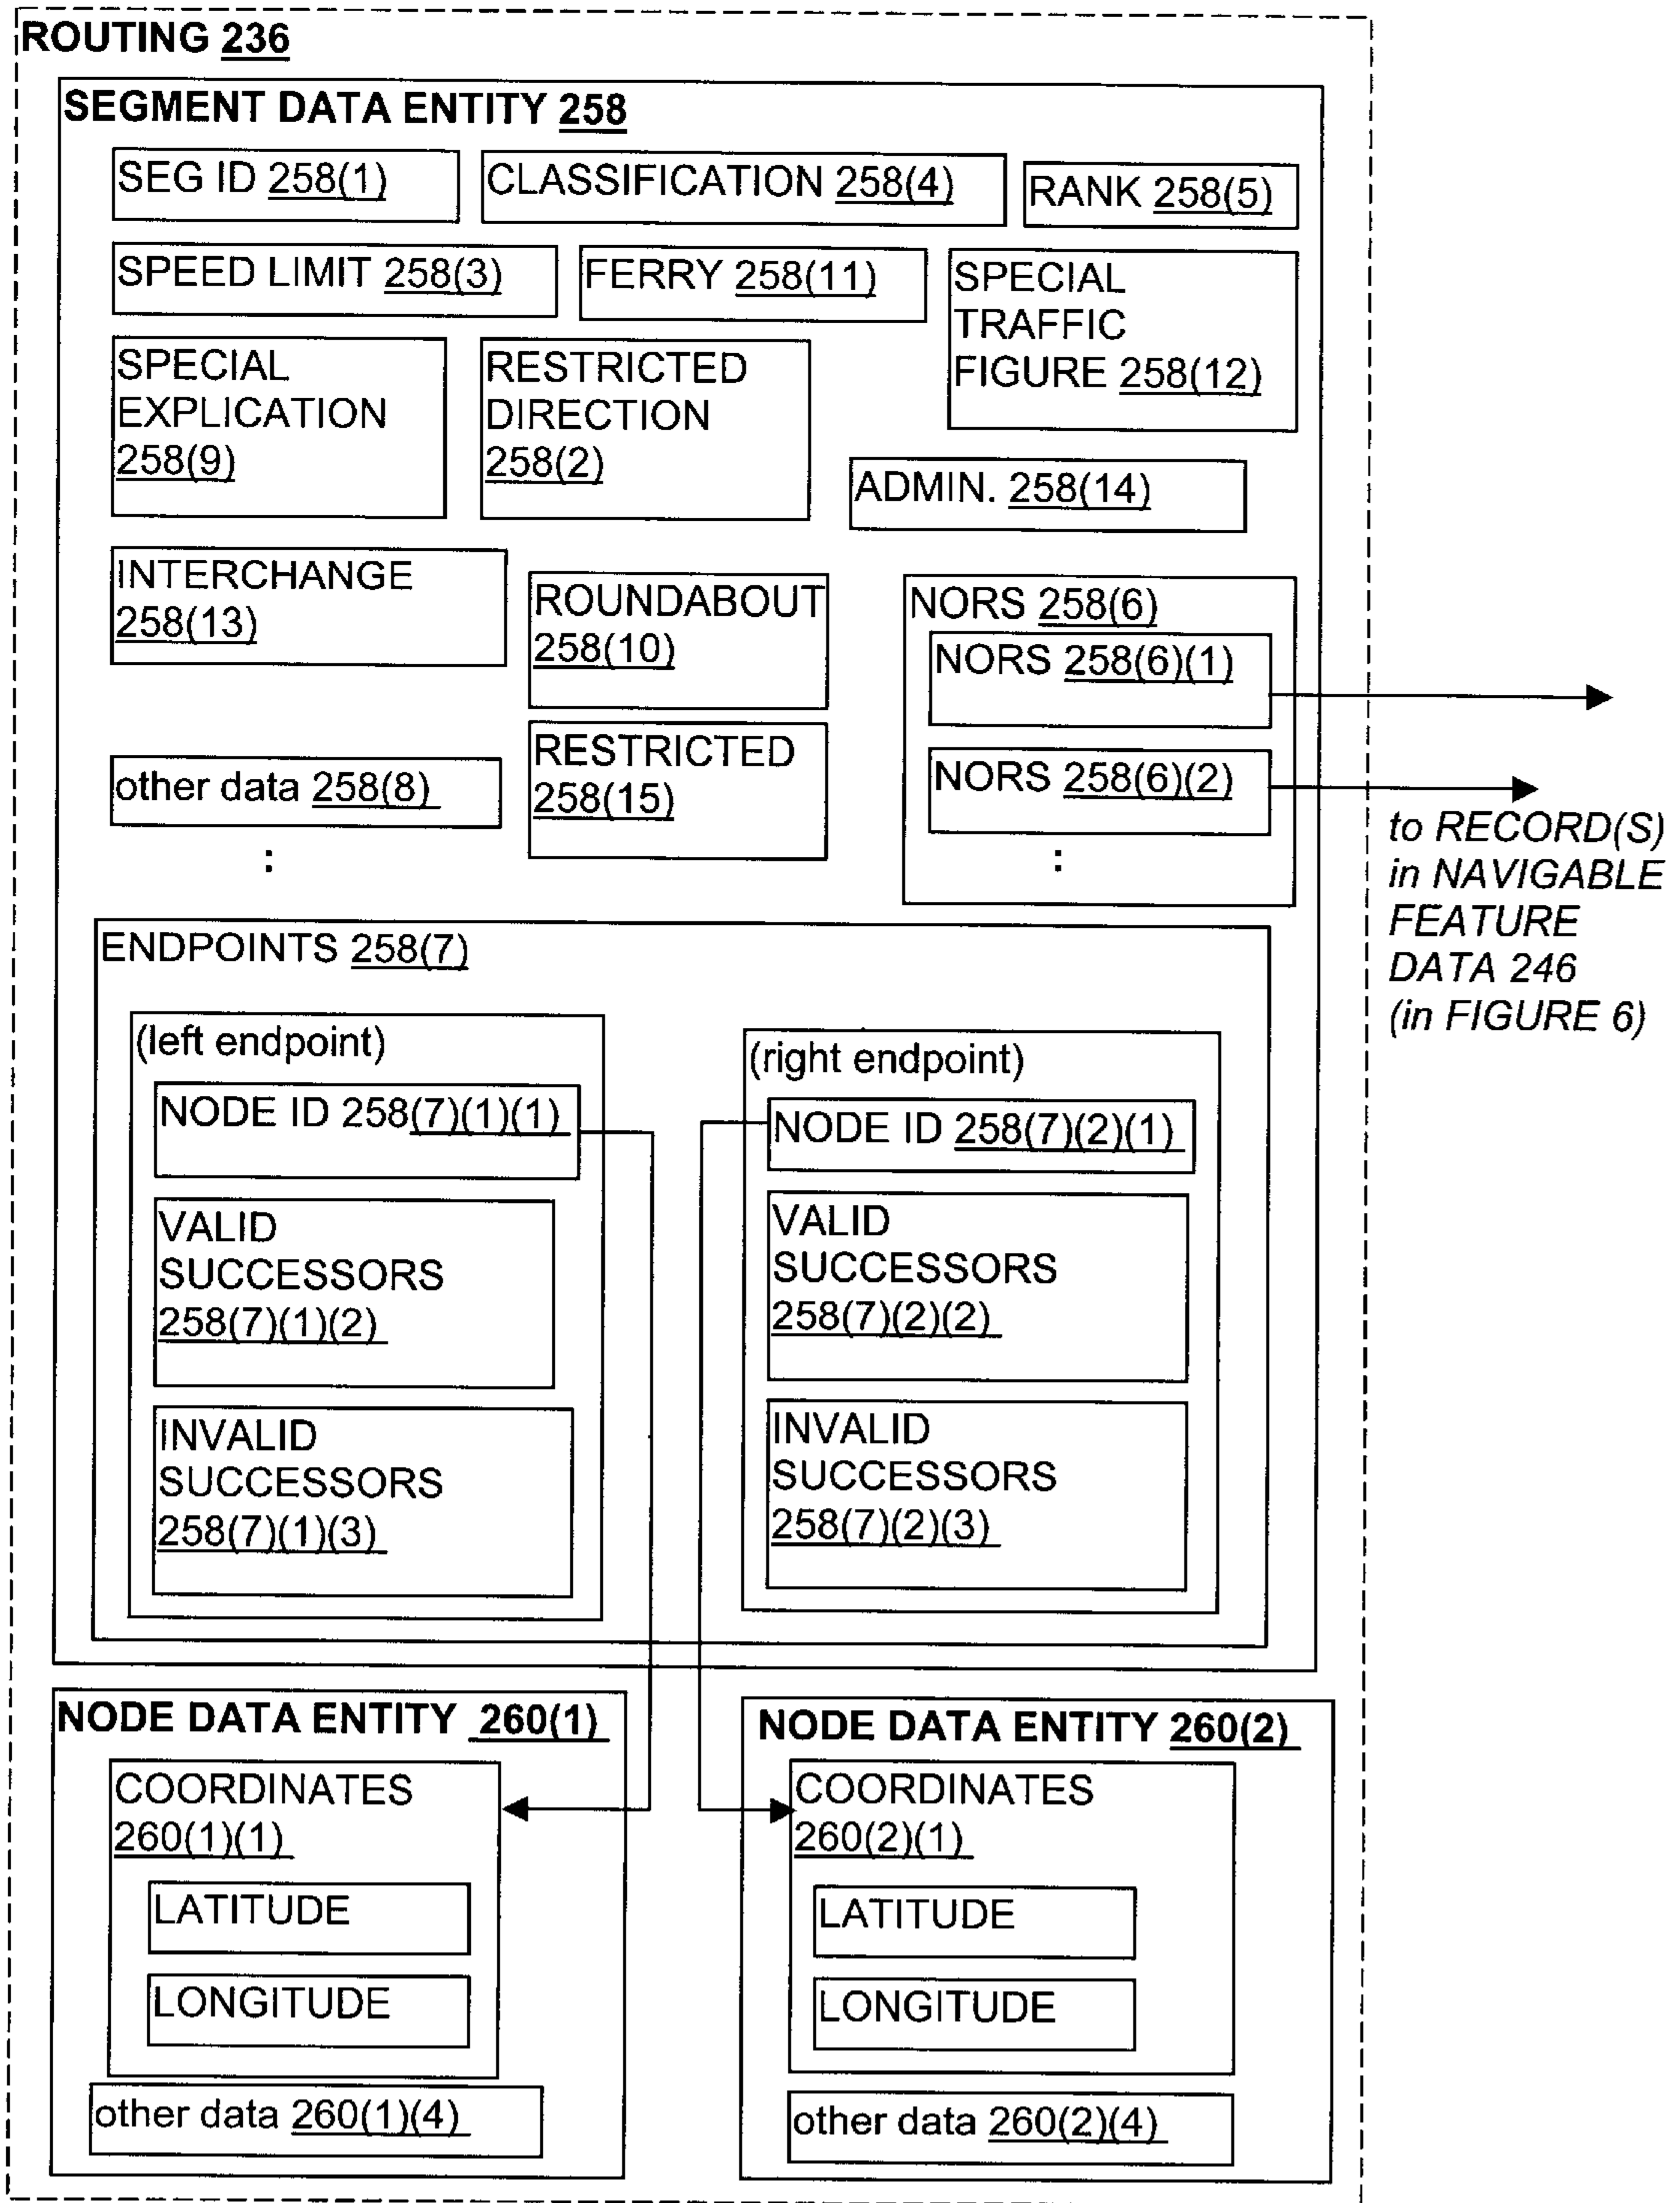 ROUTING 236
SEGMENT DATA ENTITY 258
SEG ID 258(1)
CLASSIFICATION 258(4)
RANK 258(5)
SPEED LIMIT 258(3)
FERRY 258(11)
SPECIAL
TRAFFIC
FIGURE 258(12)
SPECIAL
EXPLICATION
258(9)
RESTRICTED
DIRECTION
258(2)
ADMIN. 258(14)
INTERCHANGE
258(13)
ROUNDABOUT
258(10)
NORS 258(6)
NORS 258(6)(1)
NORS 258(6)(2)
:
RESTRICTED
258(15)
other data 258(8)
:
to RECORD(S)
in NAVIGABLE
FEATURE
DATA 246
(in FIGURE 6)
ENDPOINTS 258(7)
(left endpoint)
NODE ID 258(7)(1)(1)
VALID
SUCCESSORS
258(7)(1)(2)
INVALID
SUCCESSORS
258(7)(1)(3)
(right endpoint)
NODE ID 258(7)(2)(1)
VALID
SUCCESSORS
258(7)(2)(2)
INVALID
SUCCESSORS
258(7)(2)(3)
NODE DATA ENTITY 260(1)
COORDINATES
260(1)(1)
LATITUDE
LONGITUDE
other data 260(1)(4)
NODE DATA ENTITY 260(2)
COORDINATES
260(2)(1)
LATITUDE
LONGITUDE
other data 260(2)(4)